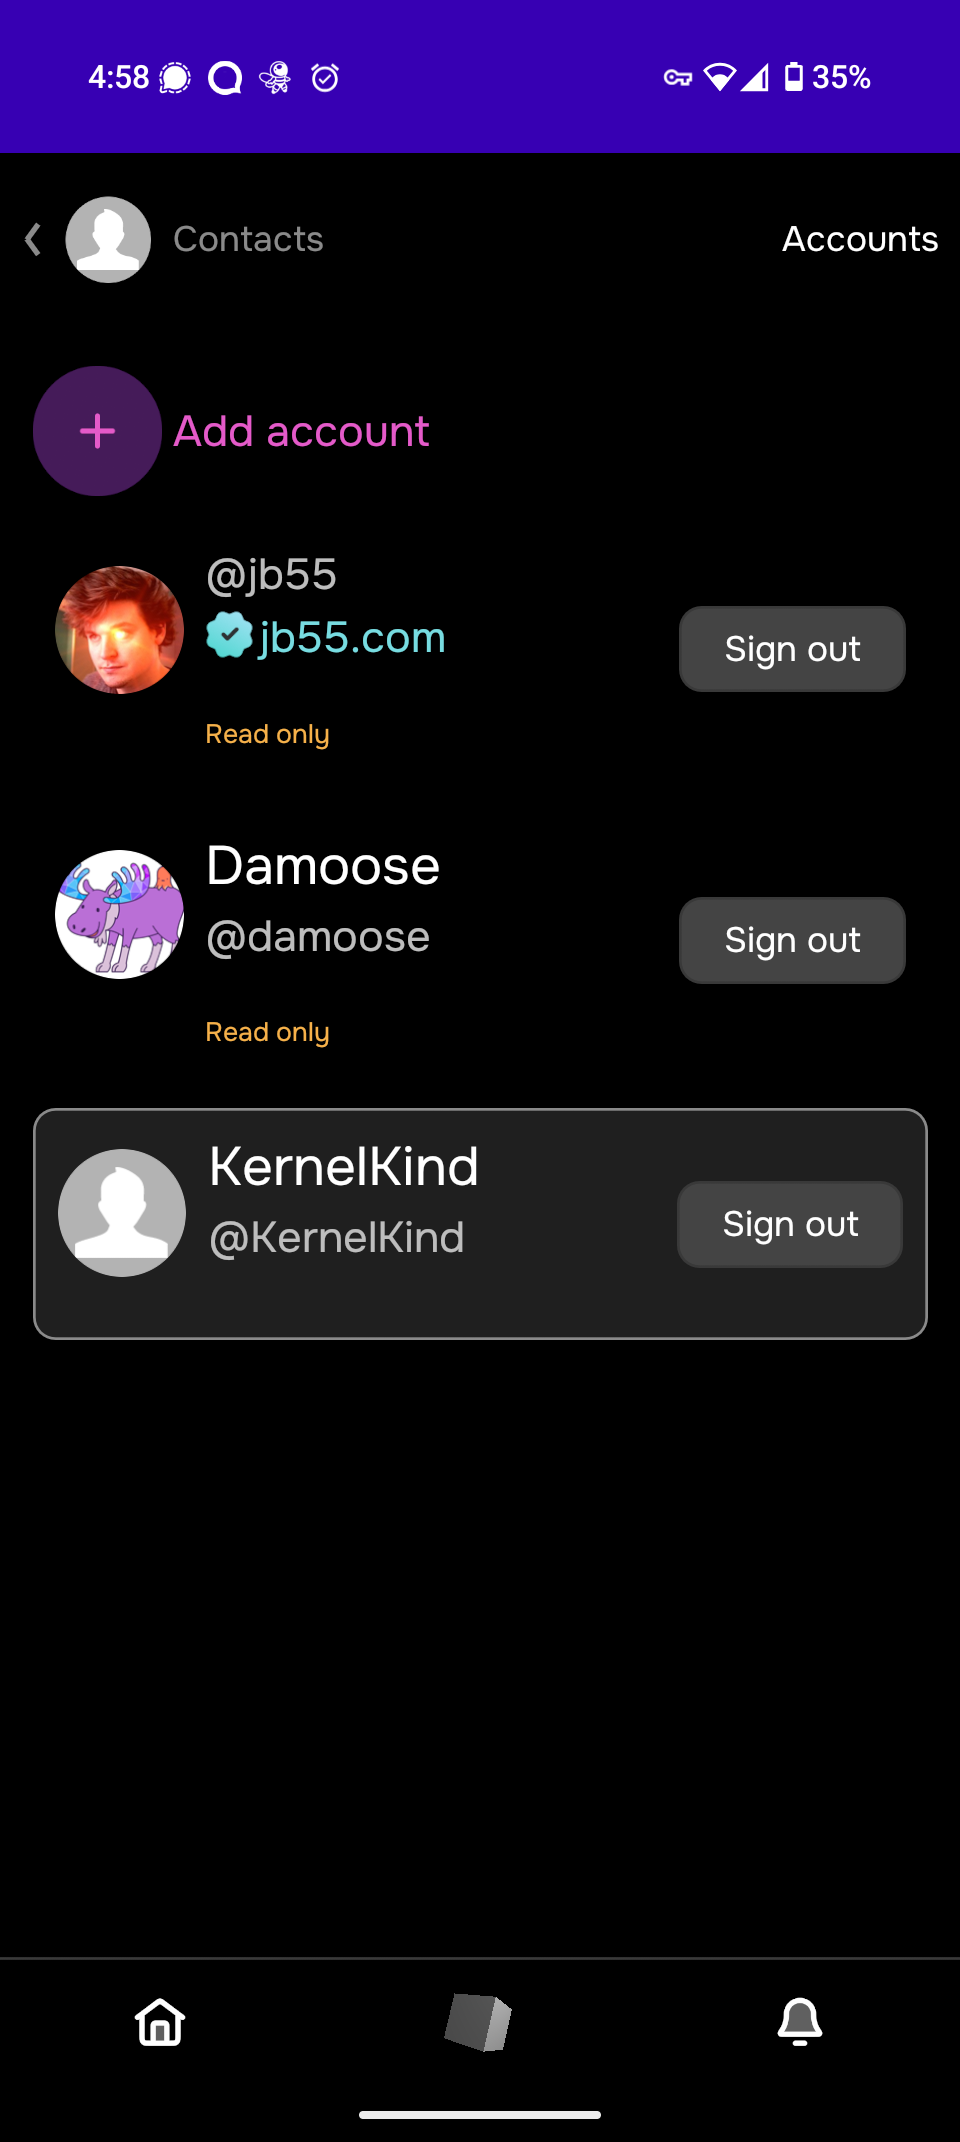 4:58
35%
Contacts
Accounts
Add account
@jb55
jb55.com
Sign out
Read only
Damoose
@damoose
Sign out
Read only
KernelKind
@KernelKind
Sign out